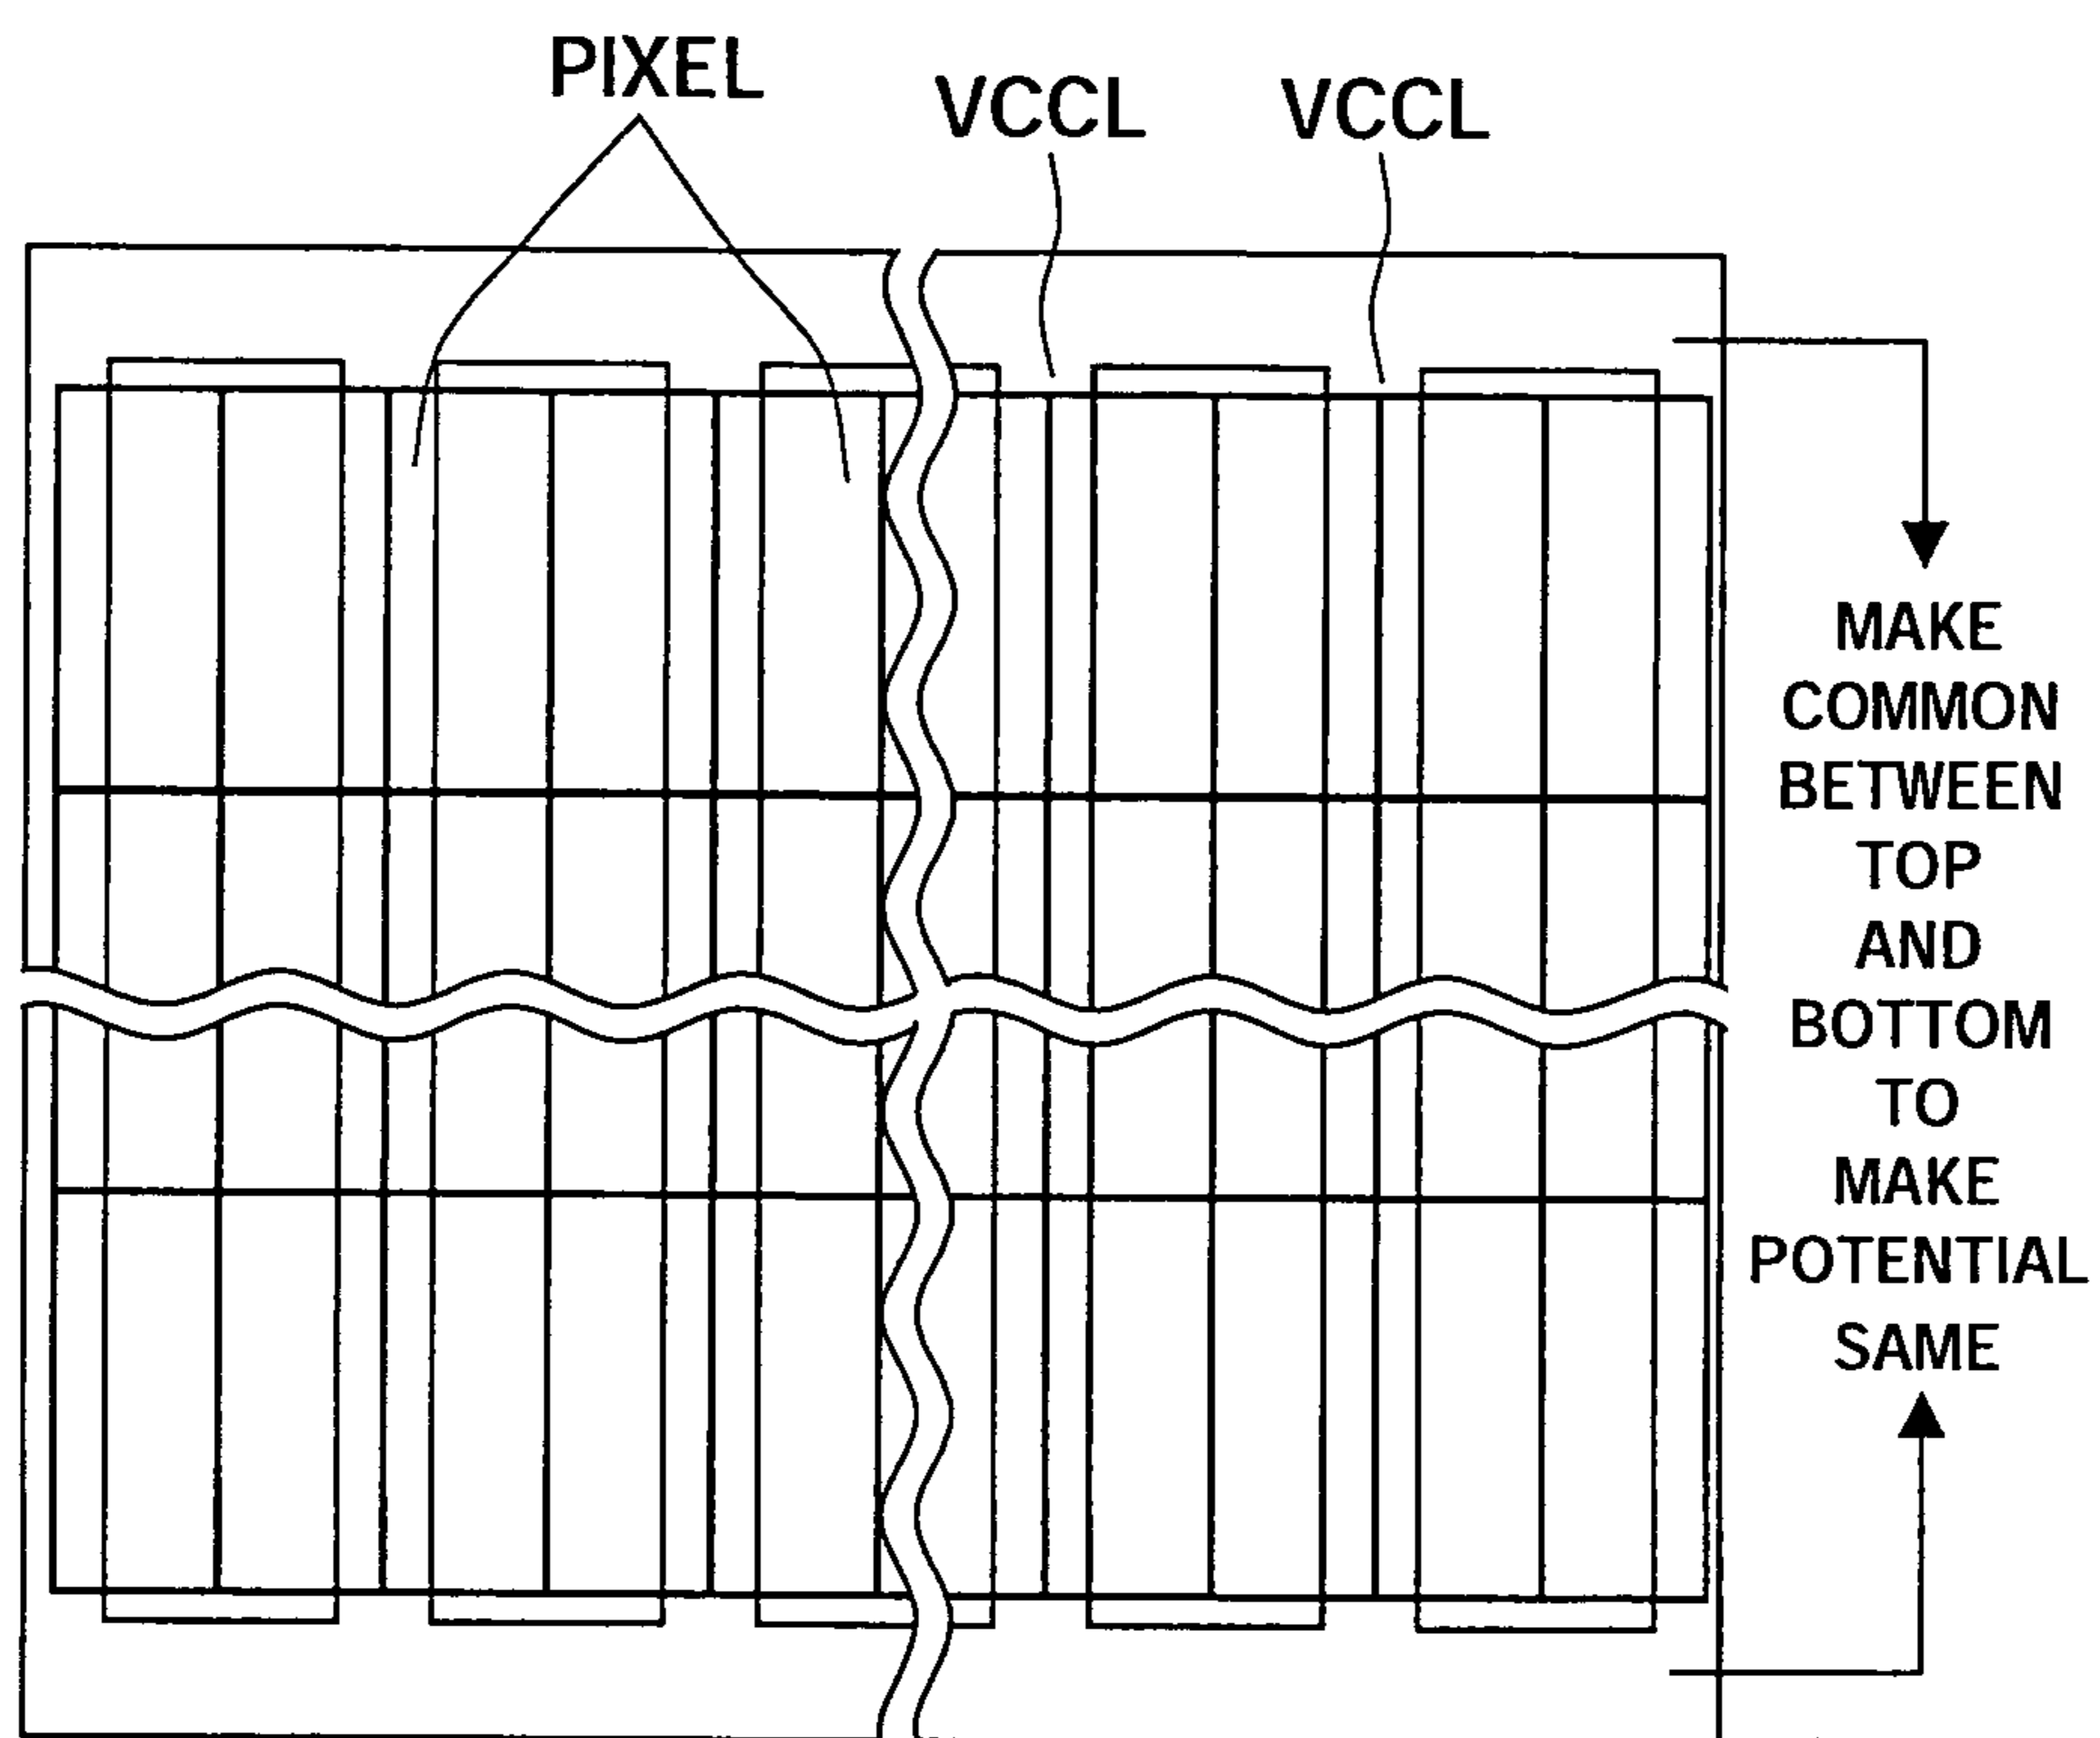 PIXEL
VCCL
VCCL
MAKE
COMMON
BETWEEN
TOP
AND
BOTTOM
TO
MAKE
POTENTIAL
SAME